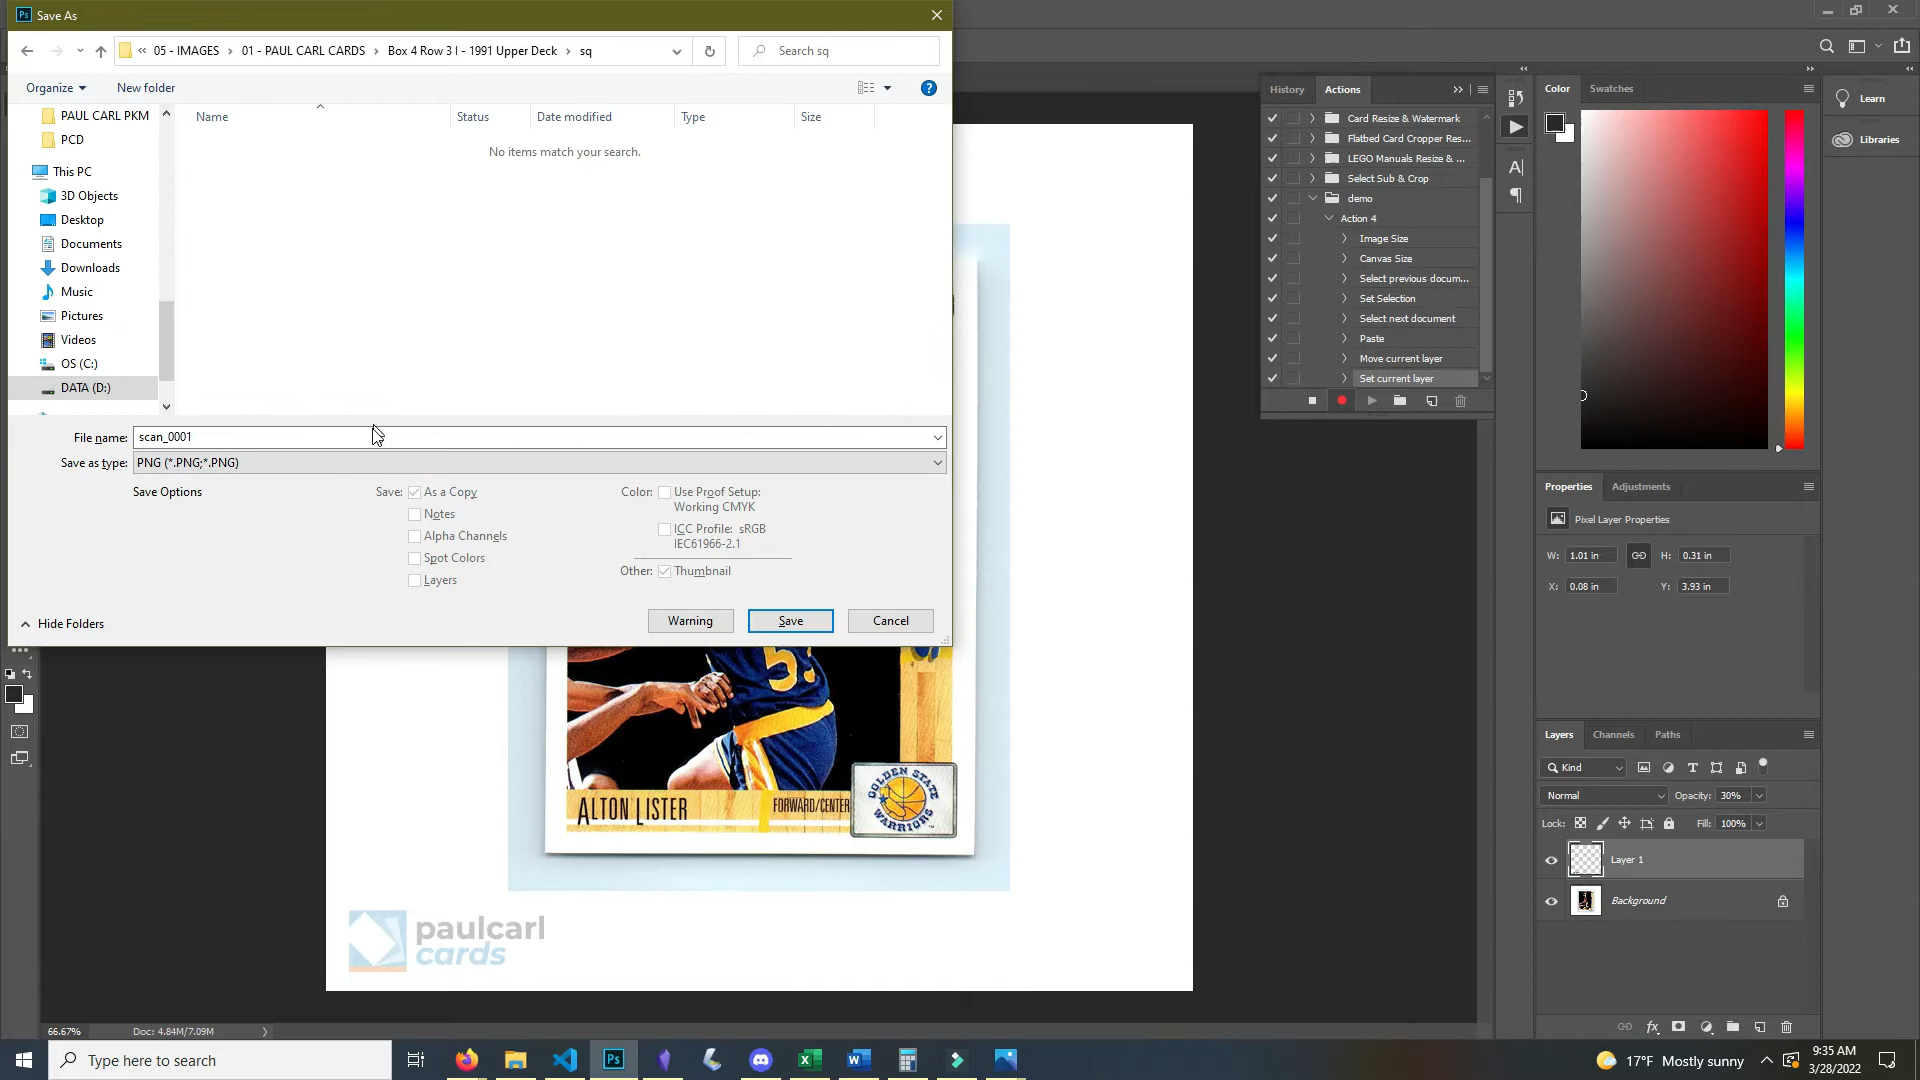 Ps Save As
« 05 - IMAGES › 01 - PAUL CARL CARDS › Box 4 Row 3 I - 1991 Upper Deck › sq
Search sq
Organize
New folder
?
PAUL CARL PKM
PCD
This PC
3D Objects
Desktop
Documents
Downloads
Music
Pictures
Videos
OS (C:)
DATA (D:)
Name Status Date modified Type Size
No items match your search.
File name: scan_0001
Save as type: PNG (*.PNG;*.PNG)
Save Options
Save: As a Copy
Notes
Alpha Channels
Spot Colors
Layers
Color: Use Proof Setup:
Working CMYK
ICC Profile: sRGB
IEC61966-2.1
Other: Thumbnail
Hide Folders
Warning
Save
Cancel
History Actions
Card Resize & Watermark
Flatbed Card Cropper Res...
LEGO Manuals Resize & ...
Select Sub & Crop
demo
Action 4
Image Size
Canvas Size
Select previous docum...
Set Selection
Select next document
Paste
Move current layer
Set current layer
Color Swatches
Learn
Libraries
Properties Adjustments
Pixel Layer Properties
W: 1.01 in H: 0.31 in
X: 0.08 in Y: 3.93 in
Layers Channels Paths
Kind
Normal Opacity: 30%
Lock: Fill: 100%
Layer 1
Background
fx
ALTON LISTER
FORWARD/CENTER
GOLDEN STATE
WARRIORS
paulcarl
cards
66.67% Doc: 4.84M/7.09M
Type here to search
Ps
17°F Mostly sunny
9:35 AM
3/28/2022